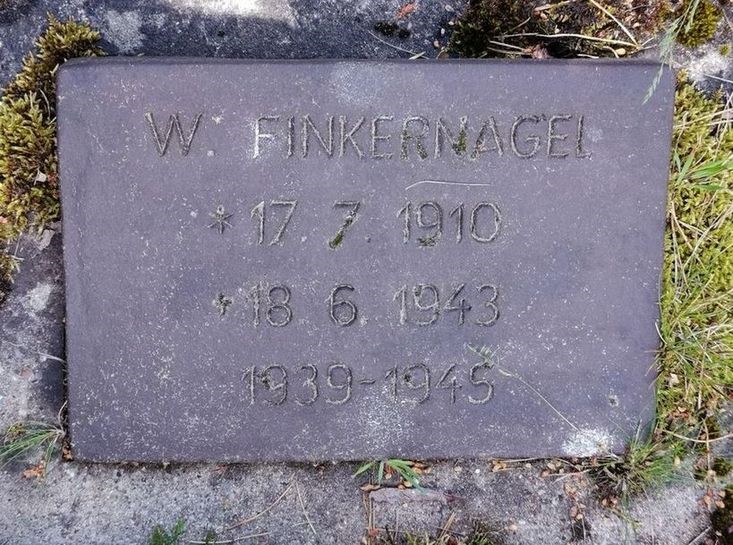 W. FINKERNAGEL
* 17. 7. 1910
+ 18. 6. 1943
1939-1945